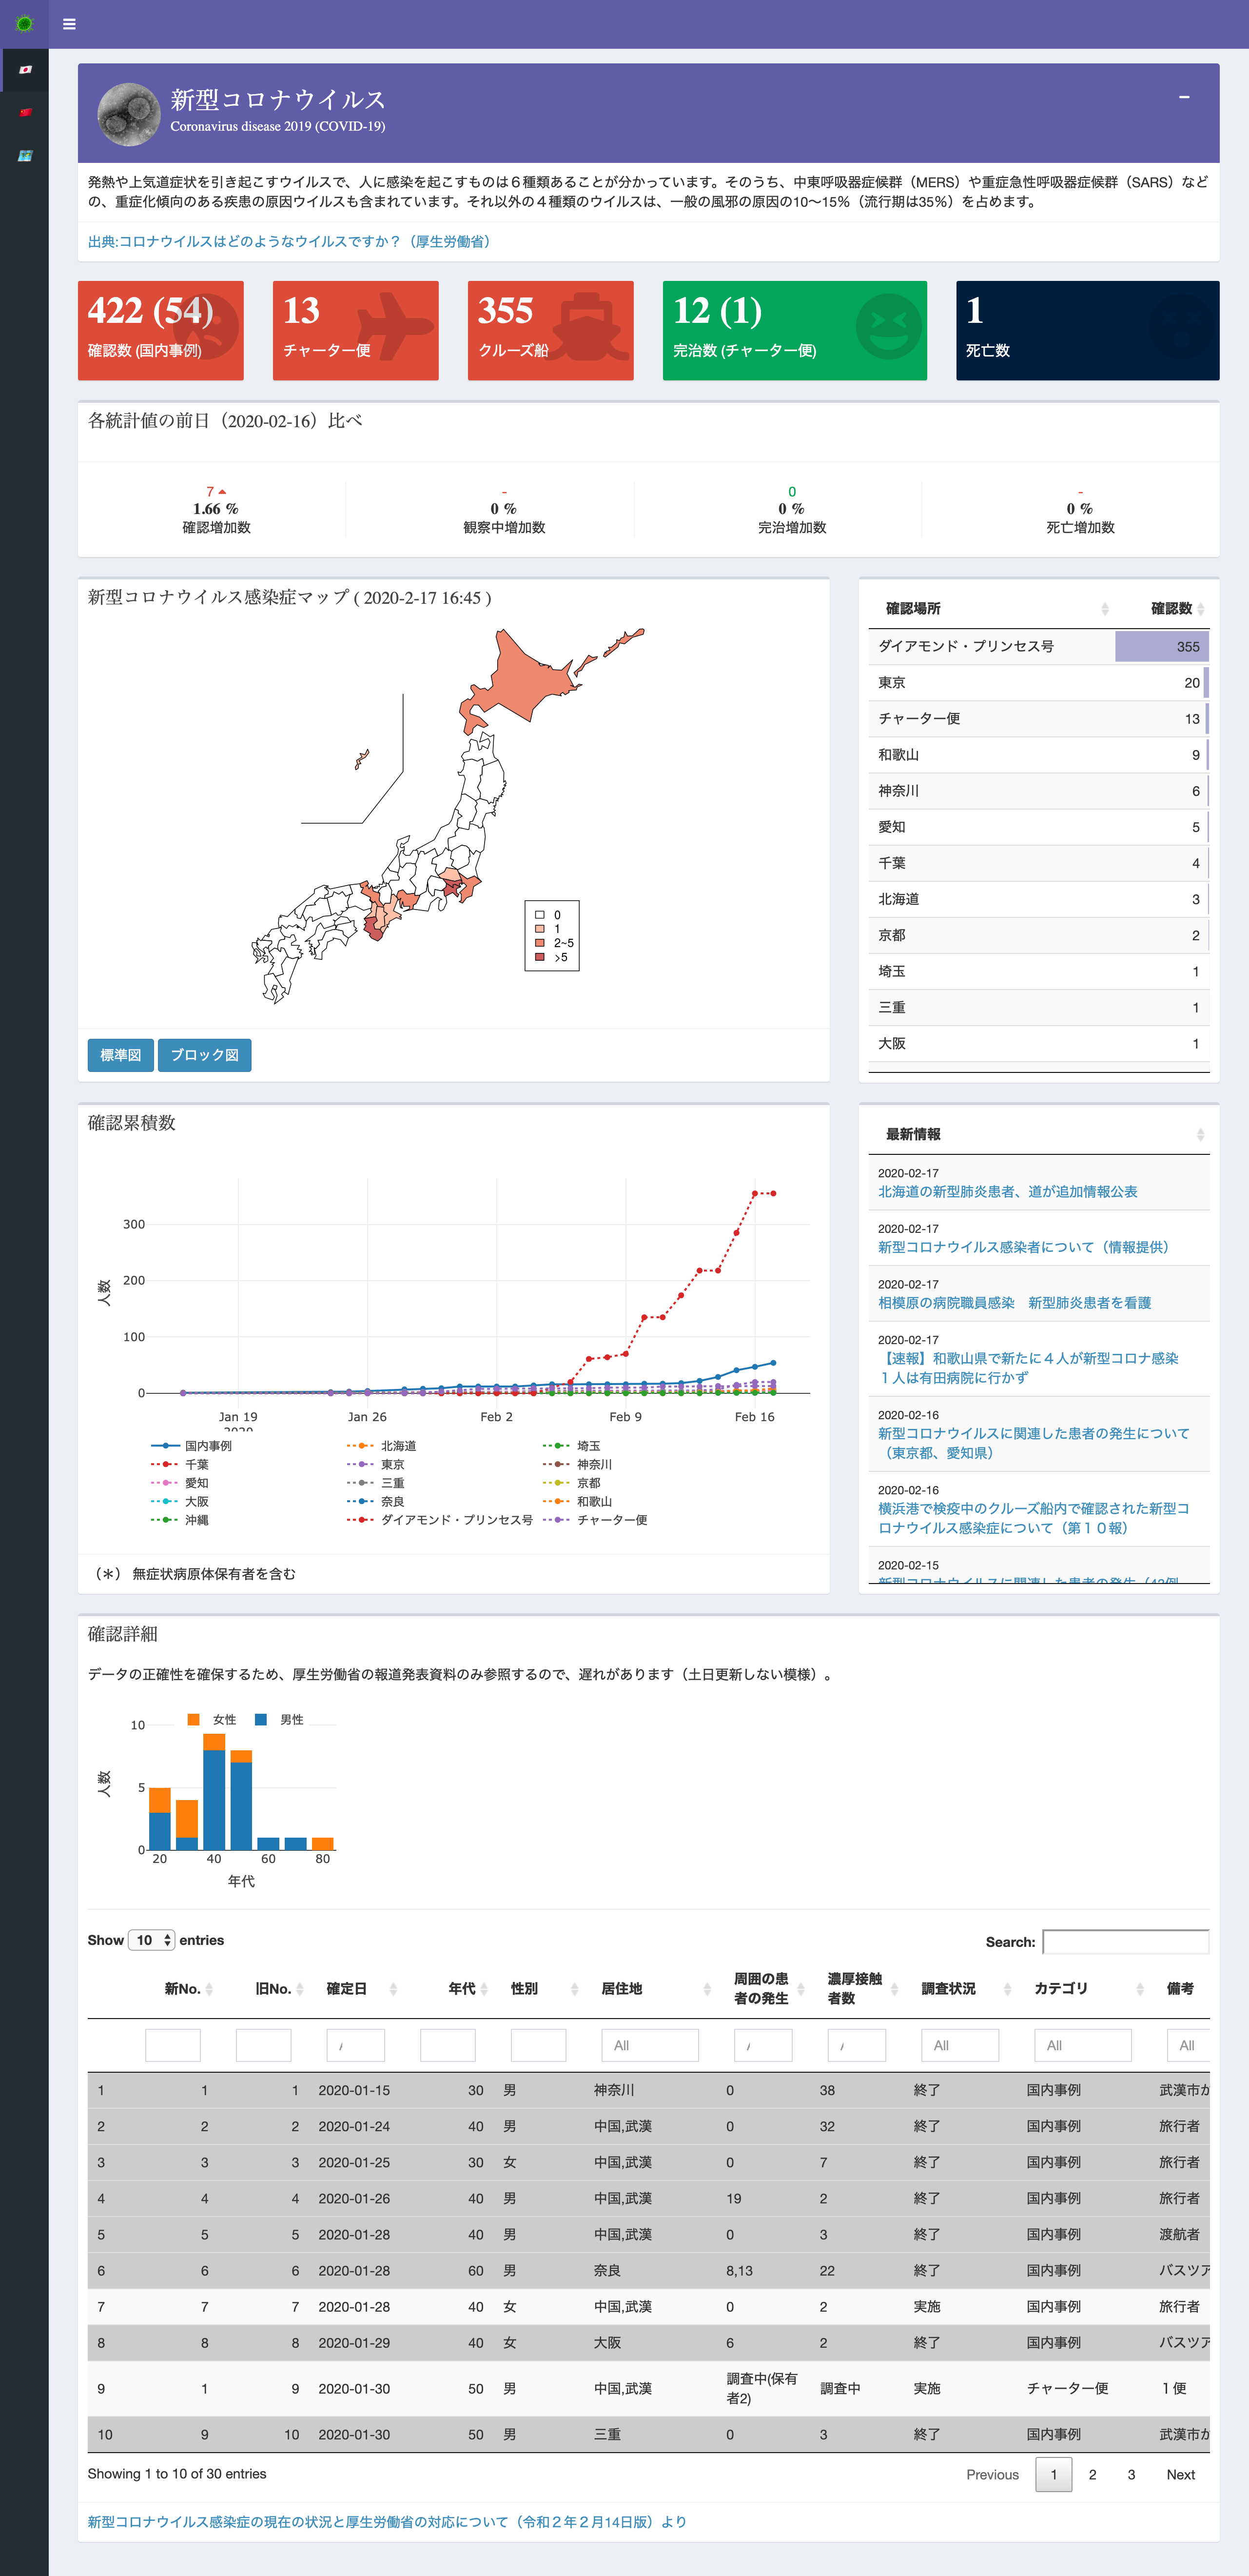 新型コロナウイルス
Coronavirus disease 2019 (COVID-19)
発熱や上気道症状を引き起こすウイルスで、人に感染を起こすものは６種類あることが分かっています。そのうち、中東呼吸器症候群（MERS）や重症急性呼吸器症候群（SARS）など
の、重症化傾向のある疾患の原因ウイルスも含まれています。それ以外の４種類のウイルスは、一般の風邪の原因の10〜15%（流行期は35%）を占めます。
出典:コロナウイルスはどのようなウイルスですか？（厚生労働省）
422 (54)
確認数 (国内事例)
13
チャーター便
355
クルーズ船
12 (1)
完治数 (チャーター便)
1
死亡数
各統計値の前日（2020-02-16）比べ
7
1.66 %
確認増加数
-
0 %
観察中増加数
0
0 %
完治増加数
-
0 %
死亡増加数
新型コロナウイルス感染症マップ ( 2020-2-17 16:45 )
0
1
2~5
>5
標準図 ブロック図
確認場所 確認数
ダイアモンド・プリンセス号 355
東京 20
チャーター便 13
和歌山 9
神奈川 6
愛知 5
千葉 4
北海道 3
京都 2
埼玉 1
三重 1
大阪 1
確認累積数
人数
300
200
100
0
Jan 19 Jan 26 Feb 2 Feb 9 Feb 16
2020
国内事例 北海道 埼玉
千葉 東京 神奈川
愛知 三重 京都
大阪 奈良 和歌山
沖縄 ダイアモンド・プリンセス号 チャーター便
（＊） 無症状病原体保有者を含む
最新情報
2020-02-17
北海道の新型肺炎患者、道が追加情報公表
2020-02-17
新型コロナウイルス感染者について（情報提供）
2020-02-17
相模原の病院職員感染　新型肺炎患者を看護
2020-02-17
【速報】和歌山県で新たに４人が新型コロナ感染
１人は有田病院に行かず
2020-02-16
新型コロナウイルスに関連した患者の発生について
（東京都、愛知県）
2020-02-16
横浜港で検疫中のクルーズ船内で確認された新型コ
ロナウイルス感染症について（第１０報）
2020-02-15
新型コロナウイルスに関連した患者の発生（42例
確認詳細
データの正確性を確保するため、厚生労働省の報道発表資料のみ参照するので、遅れがあります（土日更新しない模様）。
女性 男性
人数
10
5
0
20 40 60 80
年代
Show 10 entries
Search:
新No. 旧No. 確定日 年代 性別 居住地 周囲の患者の発生 濃厚接触者数 調査状況 カテゴリ 備考
All All All All
1 1 1 2020-01-15 30 男 神奈川 0 38 終了 国内事例 武漢市か
2 2 2 2020-01-24 40 男 中国,武漢 0 32 終了 国内事例 旅行者
3 3 3 2020-01-25 30 女 中国,武漢 0 7 終了 国内事例 旅行者
4 4 4 2020-01-26 40 男 中国,武漢 19 2 終了 国内事例 旅行者
5 5 5 2020-01-28 40 男 中国,武漢 0 3 終了 国内事例 渡航者
6 6 6 2020-01-28 60 男 奈良 8,13 22 終了 国内事例 バスツア
7 7 7 2020-01-28 40 女 中国,武漢 0 2 実施 国内事例 旅行者
8 8 8 2020-01-29 40 女 大阪 6 2 終了 国内事例 バスツア
9 1 9 2020-01-30 50 男 中国,武漢 調査中(保有者2) 調査中 実施 チャーター便 １便
10 9 10 2020-01-30 50 男 三重 0 3 終了 国内事例 武漢市か
Showing 1 to 10 of 30 entries
Previous 1 2 3 Next
新型コロナウイルス感染症の現在の状況と厚生労働省の対応について（令和２年２月14日版）より